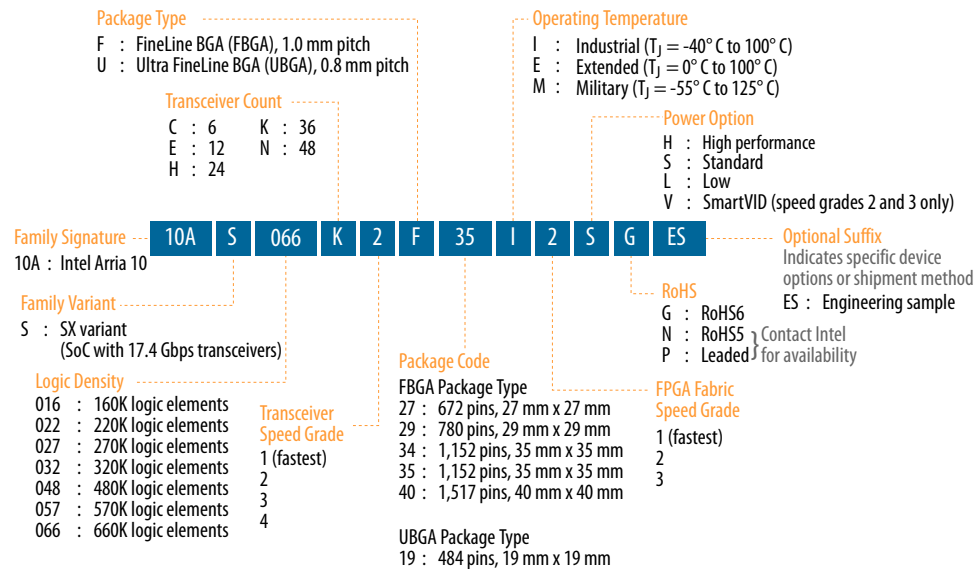 Package Type
F : FineLine BGA (FBGA), 1.0 mm pitch
U : Ultra FineLine BGA (UBGA), 0.8 mm pitch
Operating Temperature
I : Industrial (TJ = -40° C to 100° C)
E : Extended (TJ = 0° C to 100° C)
M : Military (TJ = -55° C to 125° C)
Transceiver Count
C : 6 K : 36
E : 12 N : 48
H : 24
Power Option
H : High performance
S : Standard
L : Low
V : SmartVID (speed grades 2 and 3 only)
10A S 066 K 2 F 35 I 2 S G ES
Family Signature
10A : Intel Arria 10
Optional Suffix
Indicates specific device
options or shipment method
ES : Engineering sample
Family Variant
S : SX variant
(SoC with 17.4 Gbps transceivers)
RoHS
G : RoHS6
N : RoHS5
P : Leaded
Contact Intel
for availability
Logic Density
016 : 160K logic elements
022 : 220K logic elements
027 : 270K logic elements
032 : 320K logic elements
048 : 480K logic elements
057 : 570K logic elements
066 : 660K logic elements
Transceiver
Speed Grade
1 (fastest)
2
3
4
Package Code
FBGA Package Type
27 : 672 pins, 27 mm x 27 mm
29 : 780 pins, 29 mm x 29 mm
34 : 1,152 pins, 35 mm x 35 mm
35 : 1,152 pins, 35 mm x 35 mm
40 : 1,517 pins, 40 mm x 40 mm
UBGA Package Type
19 : 484 pins, 19 mm x 19 mm
FPGA Fabric
Speed Grade
1 (fastest)
2
3